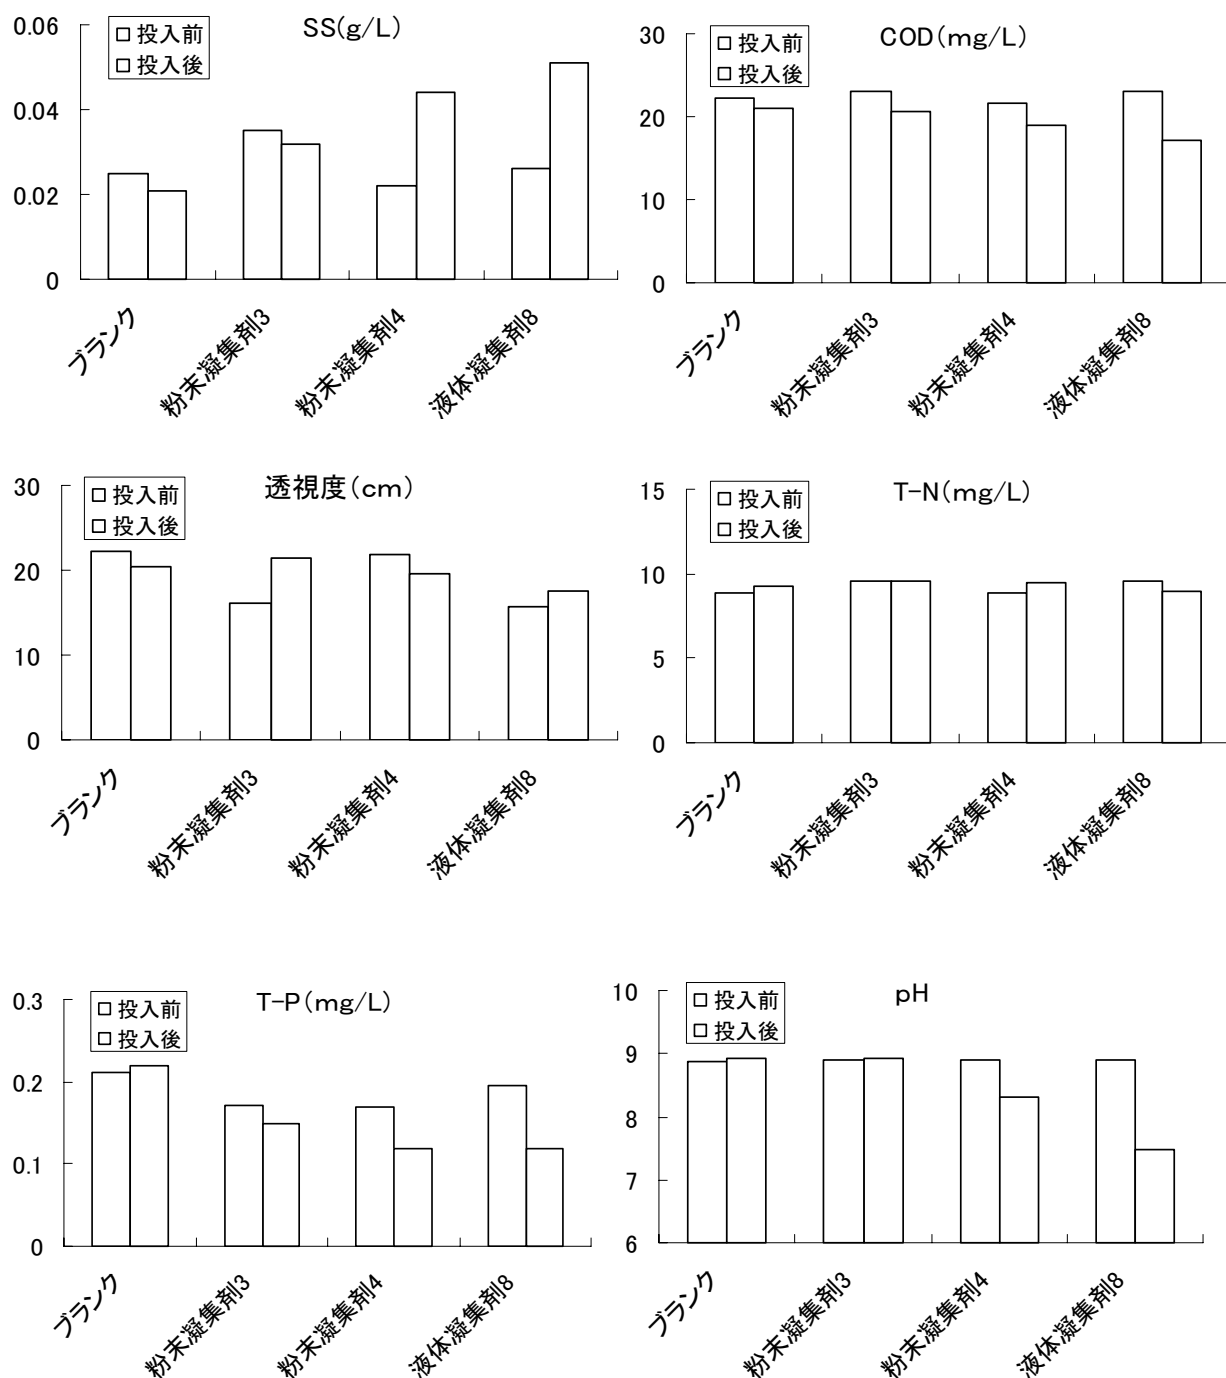 SS(g/L)
□投入前
□投入後
0.06
0.04
0.02
0
ブランク
粉末凝集剤3
粉末凝集剤4
液体凝集剤8
COD(mg/L)
□投入前
□投入後
30
20
10
0
ブランク
粉末凝集剤3
粉末凝集剤4
液体凝集剤8
透視度(cm)
□投入前
□投入後
30
20
10
0
ブランク
粉末凝集剤3
粉末凝集剤4
液体凝集剤8
T-N(mg/L)
□投入前
□投入後
15
10
5
0
ブランク
粉末凝集剤3
粉末凝集剤4
液体凝集剤8
T-P(mg/L)
□投入前
□投入後
0.3
0.2
0.1
0
ブランク
粉末凝集剤3
粉末凝集剤4
液体凝集剤8
pH
□投入前
□投入後
10
9
8
7
6
ブランク
粉末凝集剤3
粉末凝集剤4
液体凝集剤8